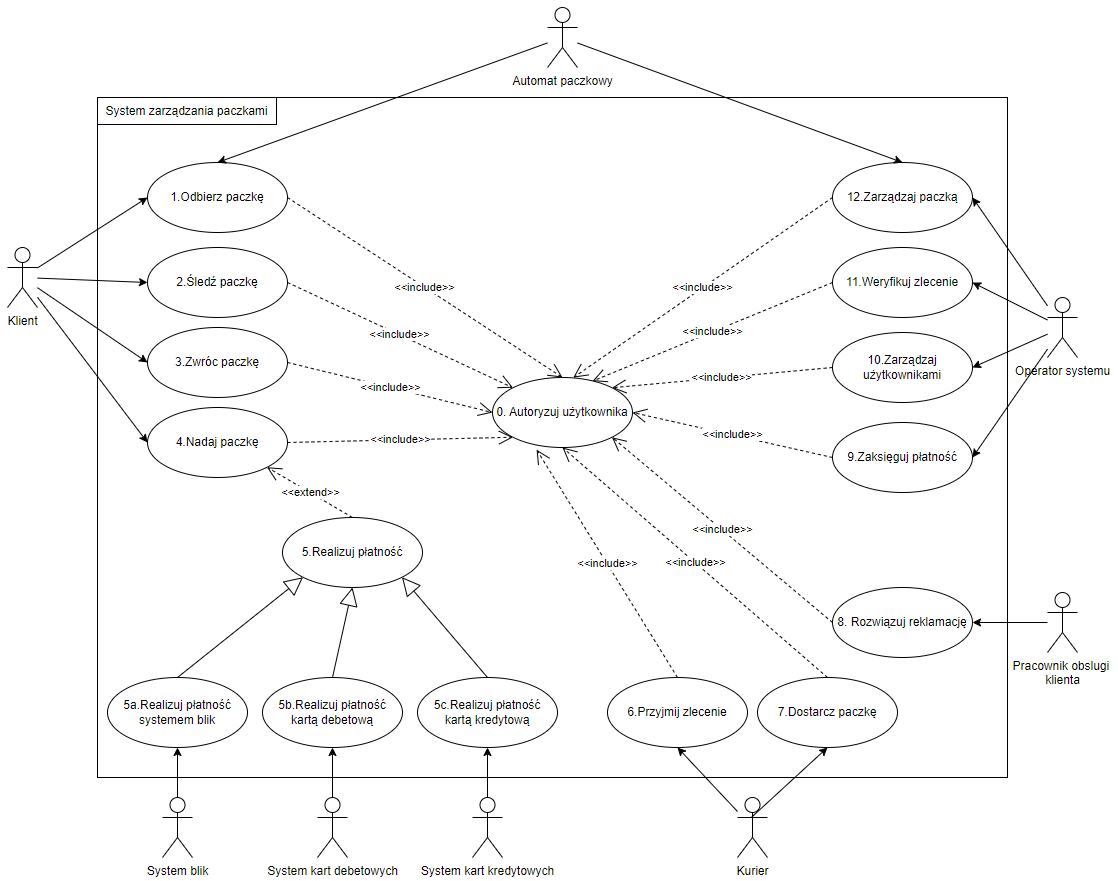 Automat paczkowy
System zarządzania paczkami
1.Odbierz paczkę
12.Zarządzaj paczką
2.Śledź paczkę
11.Weryfikuj zlecenie
<<include>>
<<include>>
Klient
<<include>>
<<include>>
3.Zwróc paczkę
10.Zarządzaj
użytkownikami
Operator systemu
<<include>>
<<include>>
0. Autoryzuj użytkownika
4.Nadaj paczkę
<<include>>
<<include>>
9.Zaksięguj płatność
<<extend>>
5.Realizuj płatność
<<include>>
<<include>>
<<include>>
8. Rozwiązuj reklamację
Pracownik obslugi
klienta
5a.Realizuj płatność
systemem blik
5b.Realizuj płatność
kartą debetową
5c.Realizuj płatność
kartą kredytową
6.Przyjmij zlecenie
7.Dostarcz paczkę
System blik
System kart debetowych
System kart kredytowych
Kurier